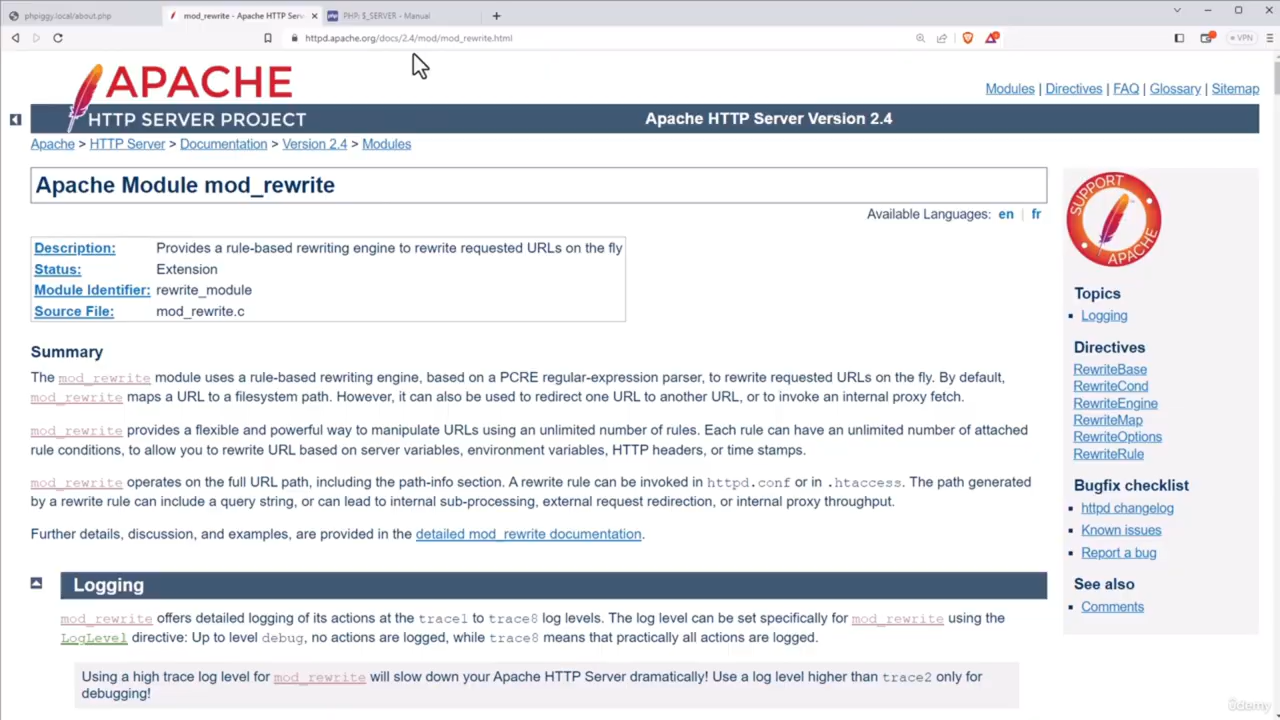 phpiggy.local/about.php
mod_rewrite - Apache HTTP Serv
PHP: $_SERVER - Manual
httpd.apache.org/docs/2.4/mod/mod_rewrite.html
VPN
APACHE
HTTP SERVER PROJECT
Modules | Directives | FAQ | Glossary | Sitemap
Apache HTTP Server Version 2.4
Apache > HTTP Server > Documentation > Version 2.4 > Modules
Apache Module mod_rewrite
Available Languages: en | fr
Description: Provides a rule-based rewriting engine to rewrite requested URLs on the fly
Status: Extension
Module Identifier: rewrite_module
Source File: mod_rewrite.c
Summary
The mod_rewrite module uses a rule-based rewriting engine, based on a PCRE regular-expression parser, to rewrite requested URLs on the fly. By default,
mod_rewrite maps a URL to a filesystem path. However, it can also be used to redirect one URL to another URL, or to invoke an internal proxy fetch.
mod_rewrite provides a flexible and powerful way to manipulate URLs using an unlimited number of rules. Each rule can have an unlimited number of attached
rule conditions, to allow you to rewrite URL based on server variables, environment variables, HTTP headers, or time stamps.
mod_rewrite operates on the full URL path, including the path-info section. A rewrite rule can be invoked in httpd.conf or in .htaccess. The path generated
by a rewrite rule can include a query string, or can lead to internal sub-processing, external request redirection, or internal proxy throughput.
Further details, discussion, and examples, are provided in the detailed mod_rewrite documentation.
Logging
mod_rewrite offers detailed logging of its actions at the trace1 to trace8 log levels. The log level can be set specifically for mod_rewrite using the
LogLevel directive: Up to level debug, no actions are logged, while trace8 means that practically all actions are logged.
Using a high trace log level for mod_rewrite will slow down your Apache HTTP Server dramatically! Use a log level higher than trace2 only for
debugging!
SUPPORT
APACHE
Topics
Logging
Directives
RewriteBase
RewriteCond
RewriteEngine
RewriteMap
RewriteOptions
RewriteRule
Bugfix checklist
httpd changelog
Known issues
Report a bug
See also
Comments
ûdemy